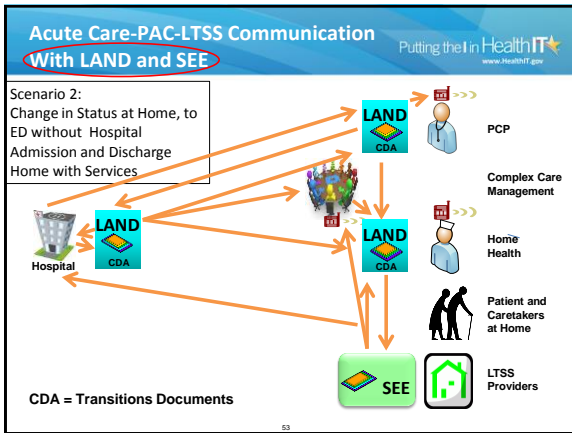 Acute Care-PAC-LTSS Communication
With LAND and SEE
Putting the I in HealthIT
www.HealthIT.gov
Scenario 2:
Change in Status at Home, to
ED without Hospital
Admission and Discharge
Home with Services
LAND
CDA
PCP
Complex Care
Management
LAND
CDA
Hospital
LAND
CDA
Home
Health
Patient and
Caretakers
at Home
SEE
LTSS
Providers
CDA = Transitions Documents
53